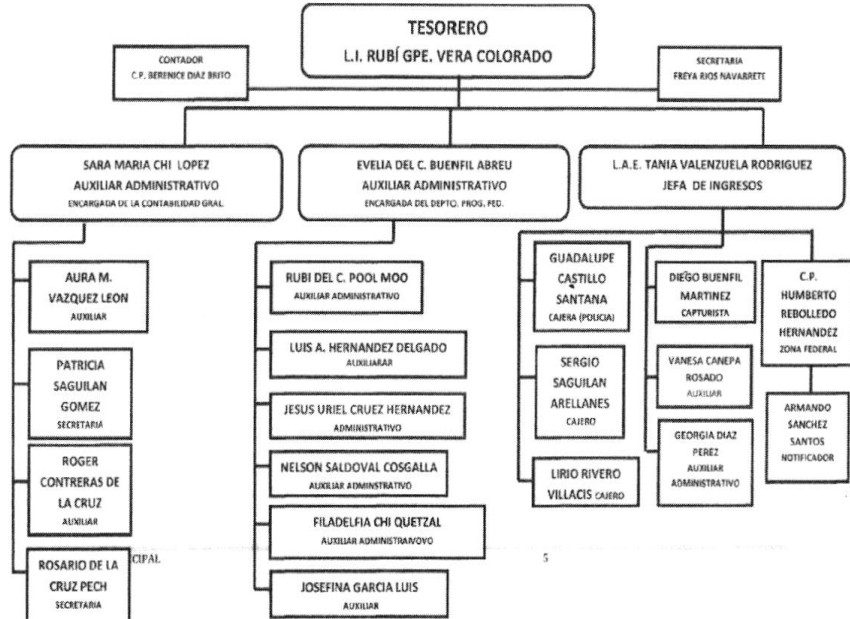 TESORERO
L.I. RUBÍ GPE. VERA COLORADO
CONTADOR
C.P. BERENICE DIAZ BRITO
SECRETARIA
FREYA RIOS NAVARRETE
SARA MARIA CHI LOPEZ
AUXILIAR ADMINISTRATIVO
ENCARGADA DE LA CONTABILIDAD GRAL.
EVELIA DEL C. BUENFIL ABREU
AUXILIAR ADMINISTRATIVO
ENCARGADA DEL DEPTO. PROG. FED.
L.A.E. TANIA VALENZUELA RODRIGUEZ
JEFA DE INGRESOS
AURA M.
VAZQUEZ LEON
AUXILIAR
PATRICIA
SAGUILAN
GOMEZ
SECRETARIA
ROGER
CONTRERAS DE
LA CRUZ
AUXILIAR
ROSARIO DE LA
CRUZ PECH
SECRETARIA
RUBI DEL C. POOL MOO
AUXILIAR ADMINISTRATIVO
LUIS A. HERNANDEZ DELGADO
AUXILIARAR
JESUS URIEL CRUEZ HERNANDEZ
ADMINISTRATIVO
NELSON SALDOVAL COSGALLA
AUXILIAR ADMINSTRATIVO
FILADELFIA CHI QUETZAL
AUXILIAR ADMINISTRAIVOVO
JOSEFINA GARCIA LUIS
AUXILIAR
GUADALUPE
CASTILLO
SANTANA
CAJERA (POLICIA)
SERGIO
SAGUILAN
ARELLANES
CAJERO
LIRIO RIVERO
VILLACIS CAJERO
DIEGO BUENFIL
MARTINEZ
CAPTURISTA
VANESA CANEPA
ROSADO
AUXILIAR
GEORGIA DIAZ
PEREZ
AUXILIAR
ADMINISTRATIVO
C.P.
HUMBERTO
REBOLLEDO
HERNANDEZ
ZONA FEDERAL
ARMANDO
SANCHEZ
SANTOS
NOTIFICADOR
CIPAL
5